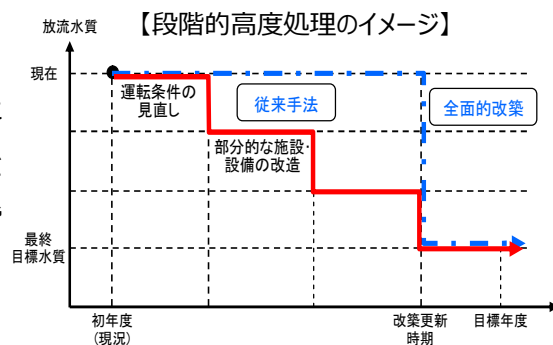 【段階的高度処理のイメージ】
放流水質
現在
運転条件の
見直し
従来手法
全面的改築
部分的な施設・
設備の改造
最終
目標水質
初年度
(現況)
改築更新
時期
目標年度